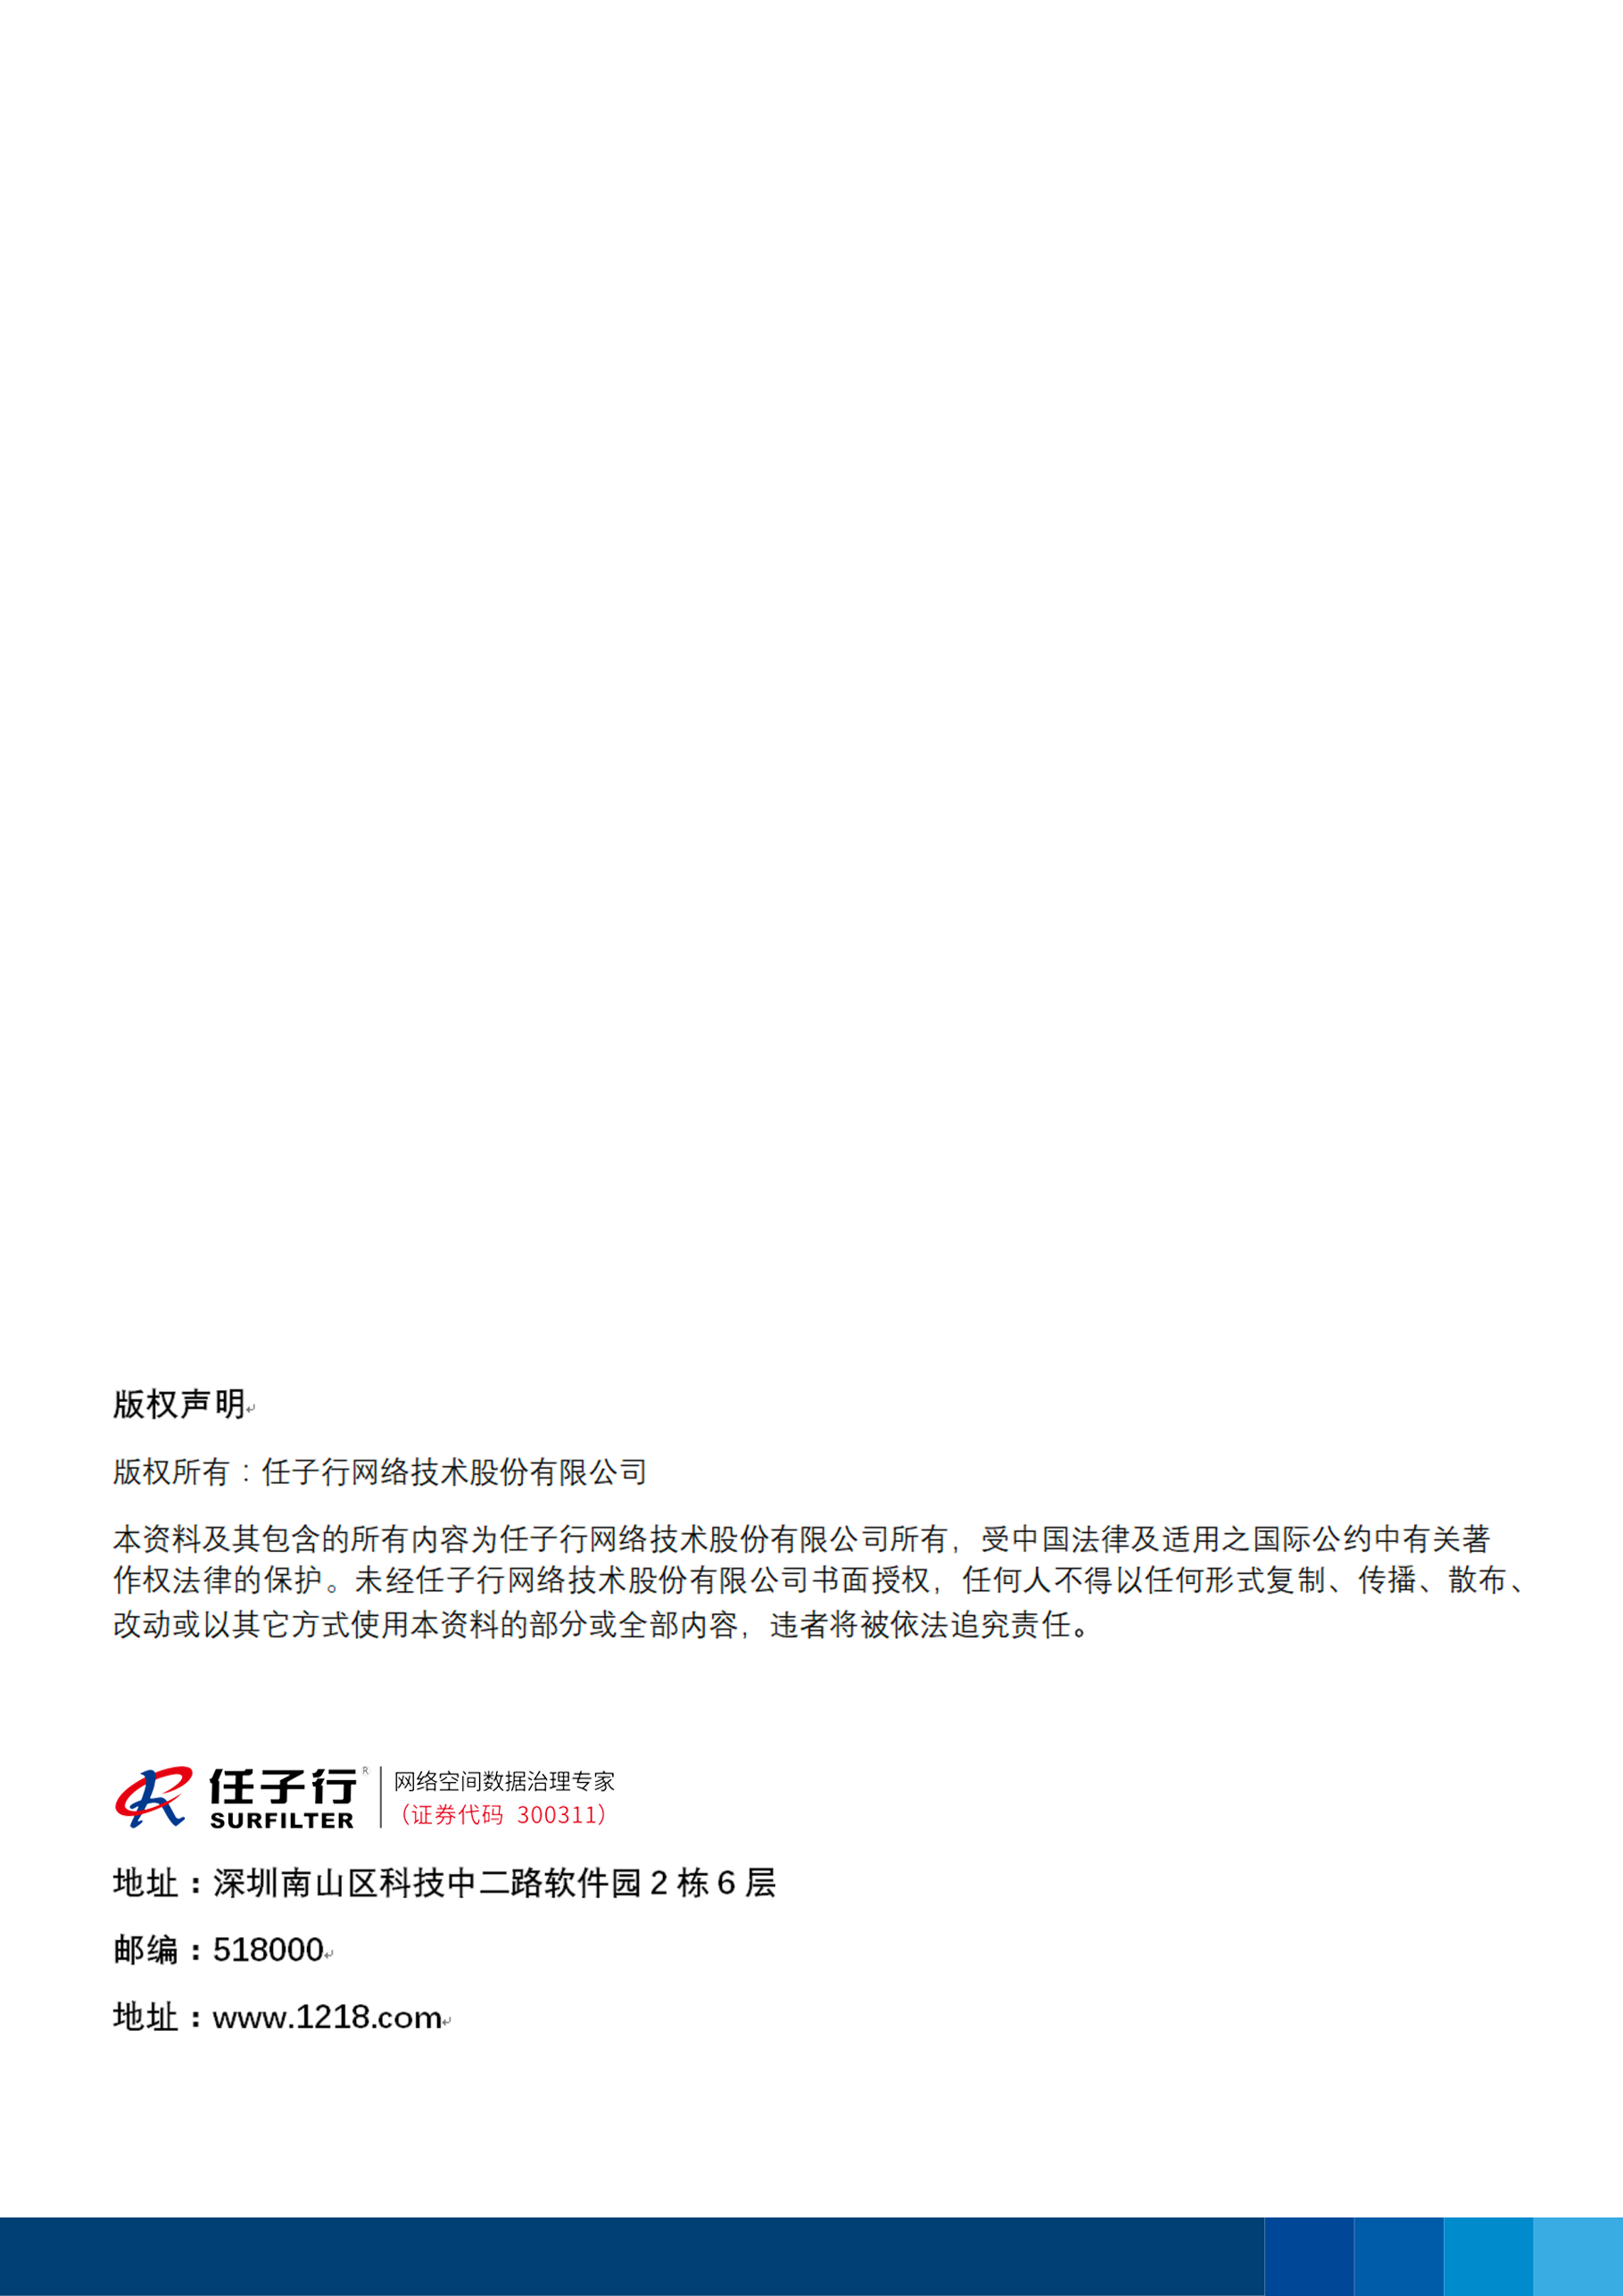 版权声明
版权所有：任子行网络技术股份有限公司
本资料及其包含的所有内容为任子行网络技术股份有限公司所有，受中国法律及适用之国际公约中有关著
作权法律的保护。未经任子行网络技术股份有限公司书面授权，任何人不得以任何形式复制、传播、散布、
改动或以其它方式使用本资料的部分或全部内容，违者将被依法追究责任。
任子行® 网络空间数据治理专家
SURFILTER （证券代码 300311）
地址：深圳南山区科技中二路软件园 2 栋 6 层
邮编：518000
地址：www.1218.com